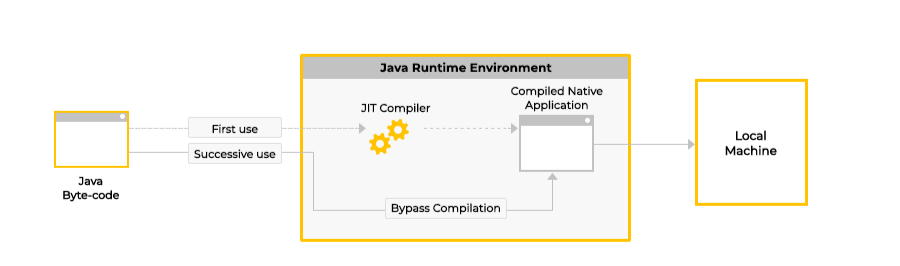 Java Runtime Environment
JIT Compiler
Compiled Native
Application
First use
Successive use
Java
Byte-code
Bypass Compilation
Local
Machine